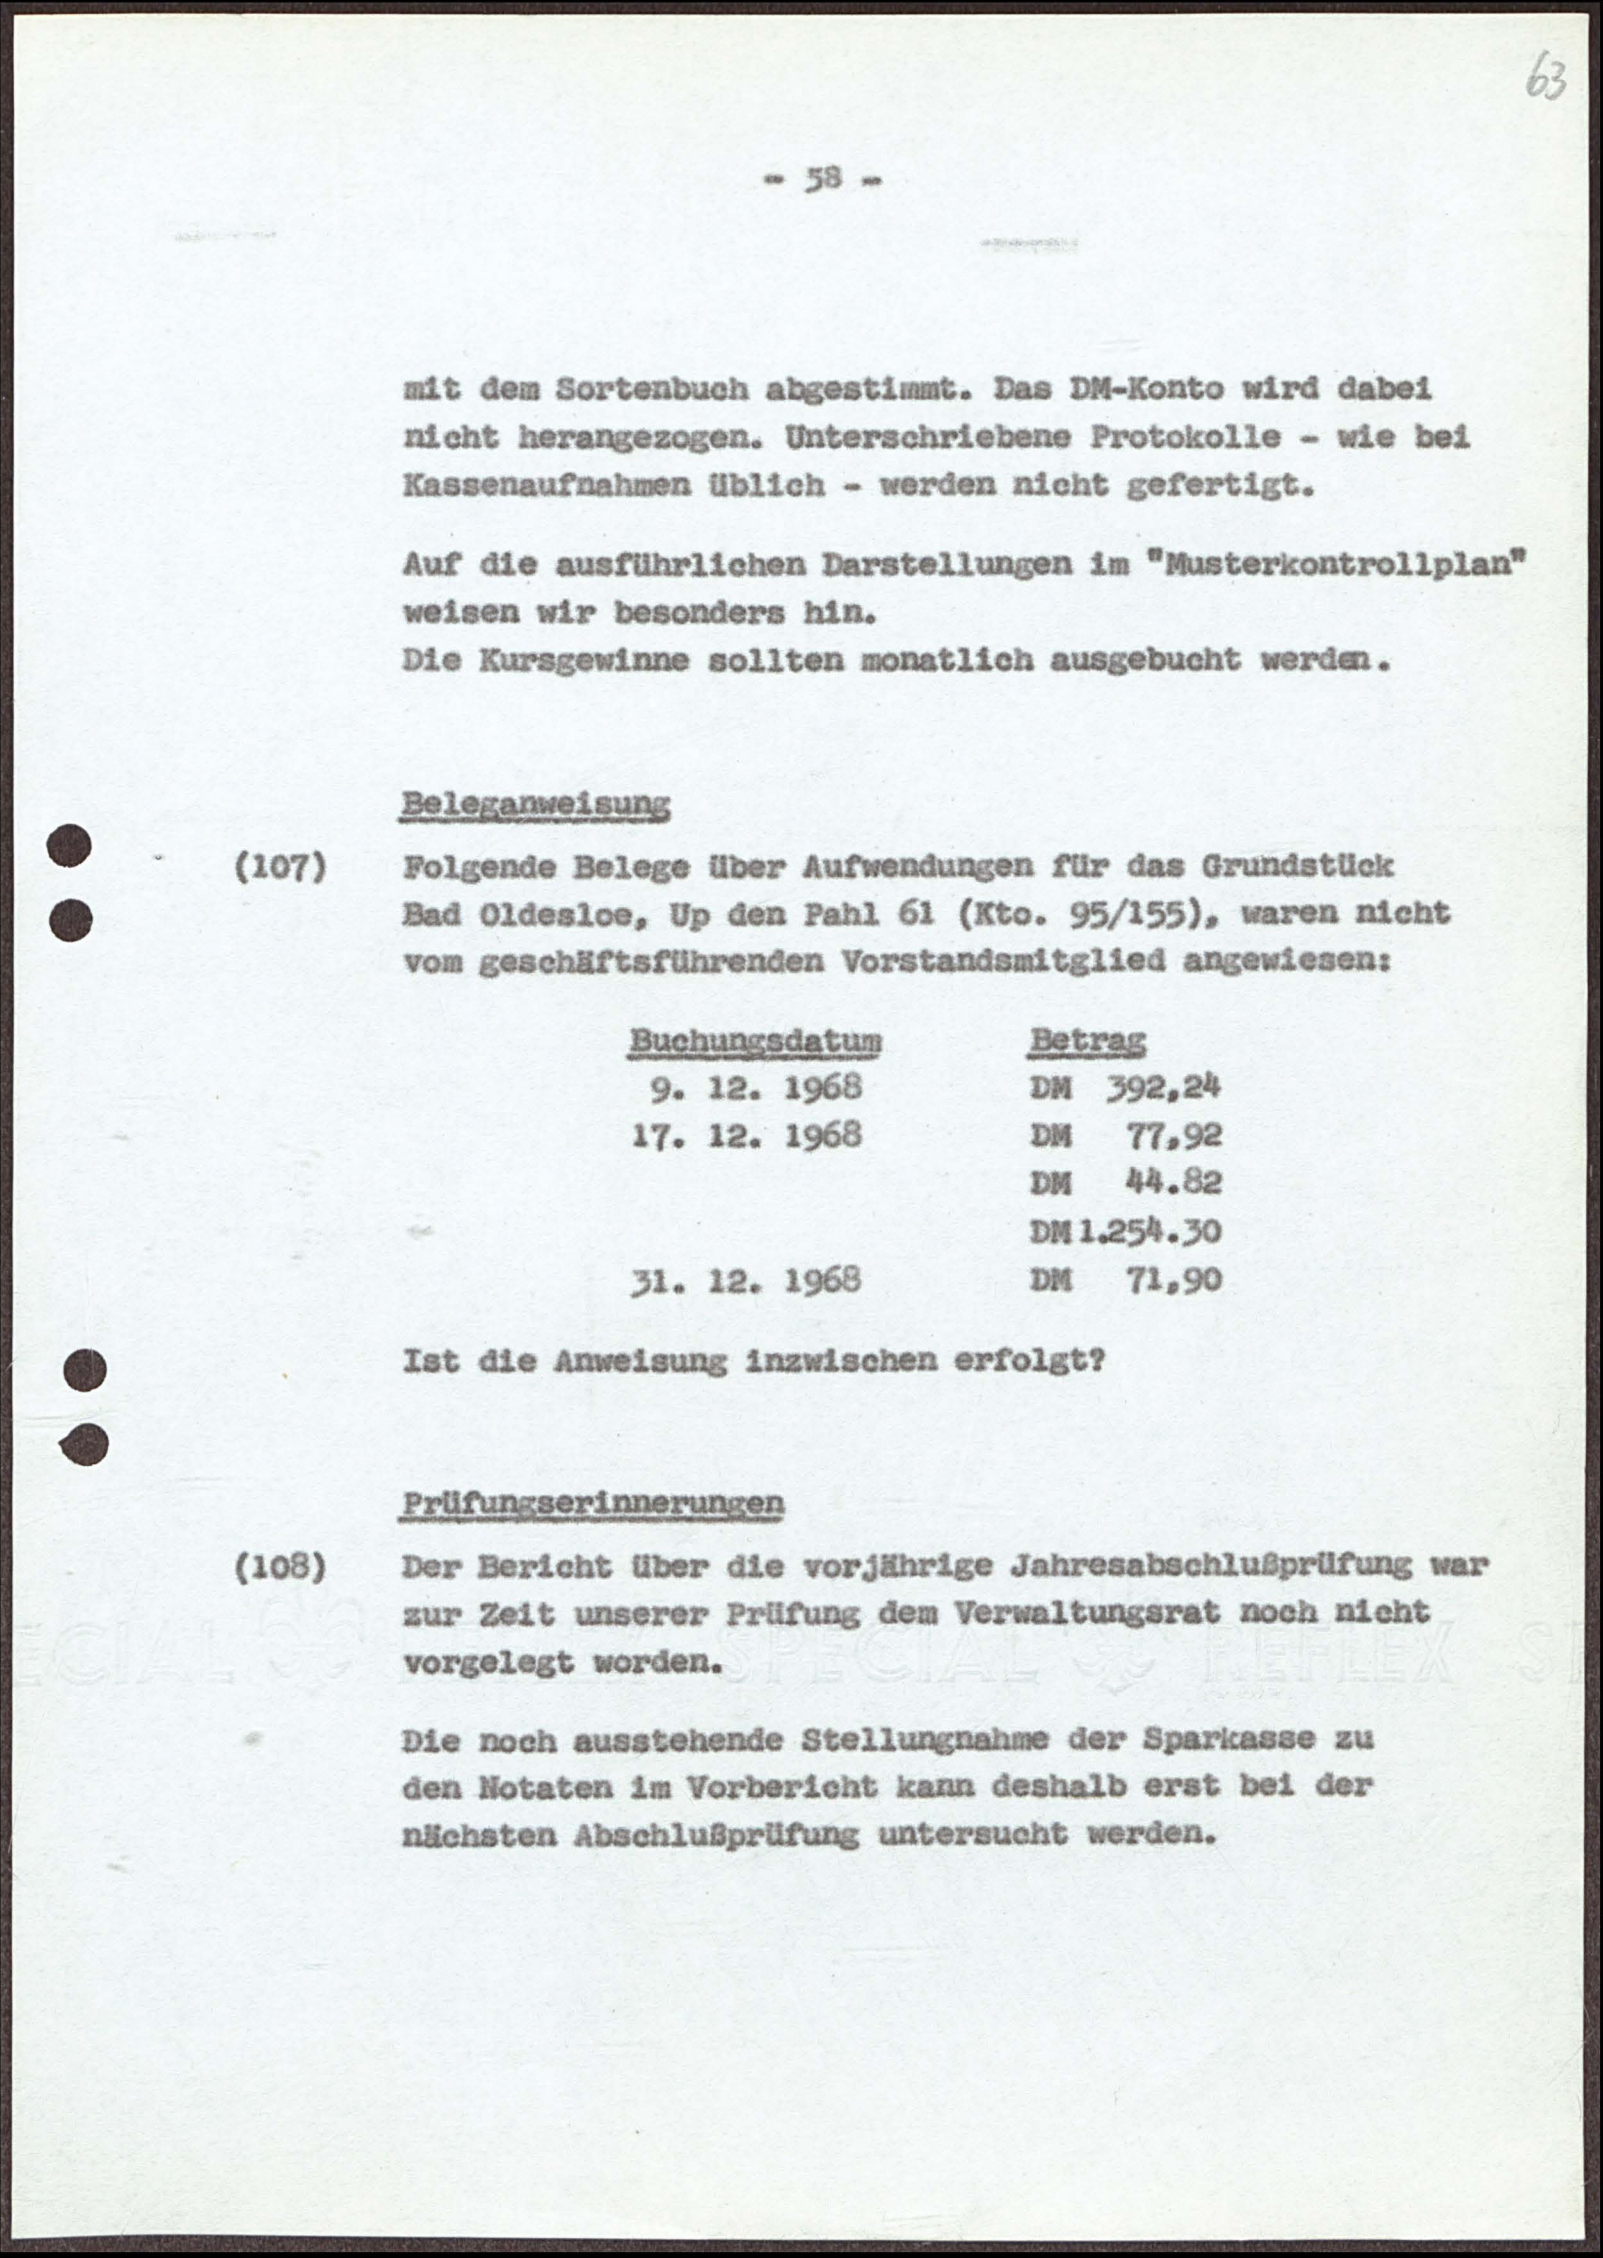 63
- 58 -
mit dem Sortenbuch abgestimmt. Das DM-Konto wird dabei
nicht herangezogen. Unterschriebene Protokolle - wie bei
Kassenaufnahmen üblich - werden nicht gefertigt.
Auf die ausführlichen Darstellungen im "Musterkontrollplan"
weisen wir besonders hin.
Die Kursgewinne sollten monatlich ausgebucht werden.
Beleganweisung
(107) Folgende Belege über Aufwendungen für das Grundstück
Bad Oldesloe, Up den Pahl 61 (Kto. 95/155), waren nicht
vom geschäftsführenden Vorstandsmitglied angewiesen:
Buchungsdatum Betrag
9. 12. 1968 DM 392,24
17. 12. 1968 DM 77,92
DM 44.82
DM 1.254.30
31. 12. 1968 DM 71,90
Ist die Anweisung inzwischen erfolgt?
Prüfungserinnerungen
(108) Der Bericht über die vorjährige Jahresabschlußprüfung war
zur Zeit unserer Prüfung dem Verwaltungsrat noch nicht
vorgelegt worden.
SPECIAL REFLEX
Die noch ausstehende Stellungnahme der Sparkasse zu
den Notaten im Vorbericht kann deshalb erst bei der
nächsten Abschlußprüfung untersucht werden.